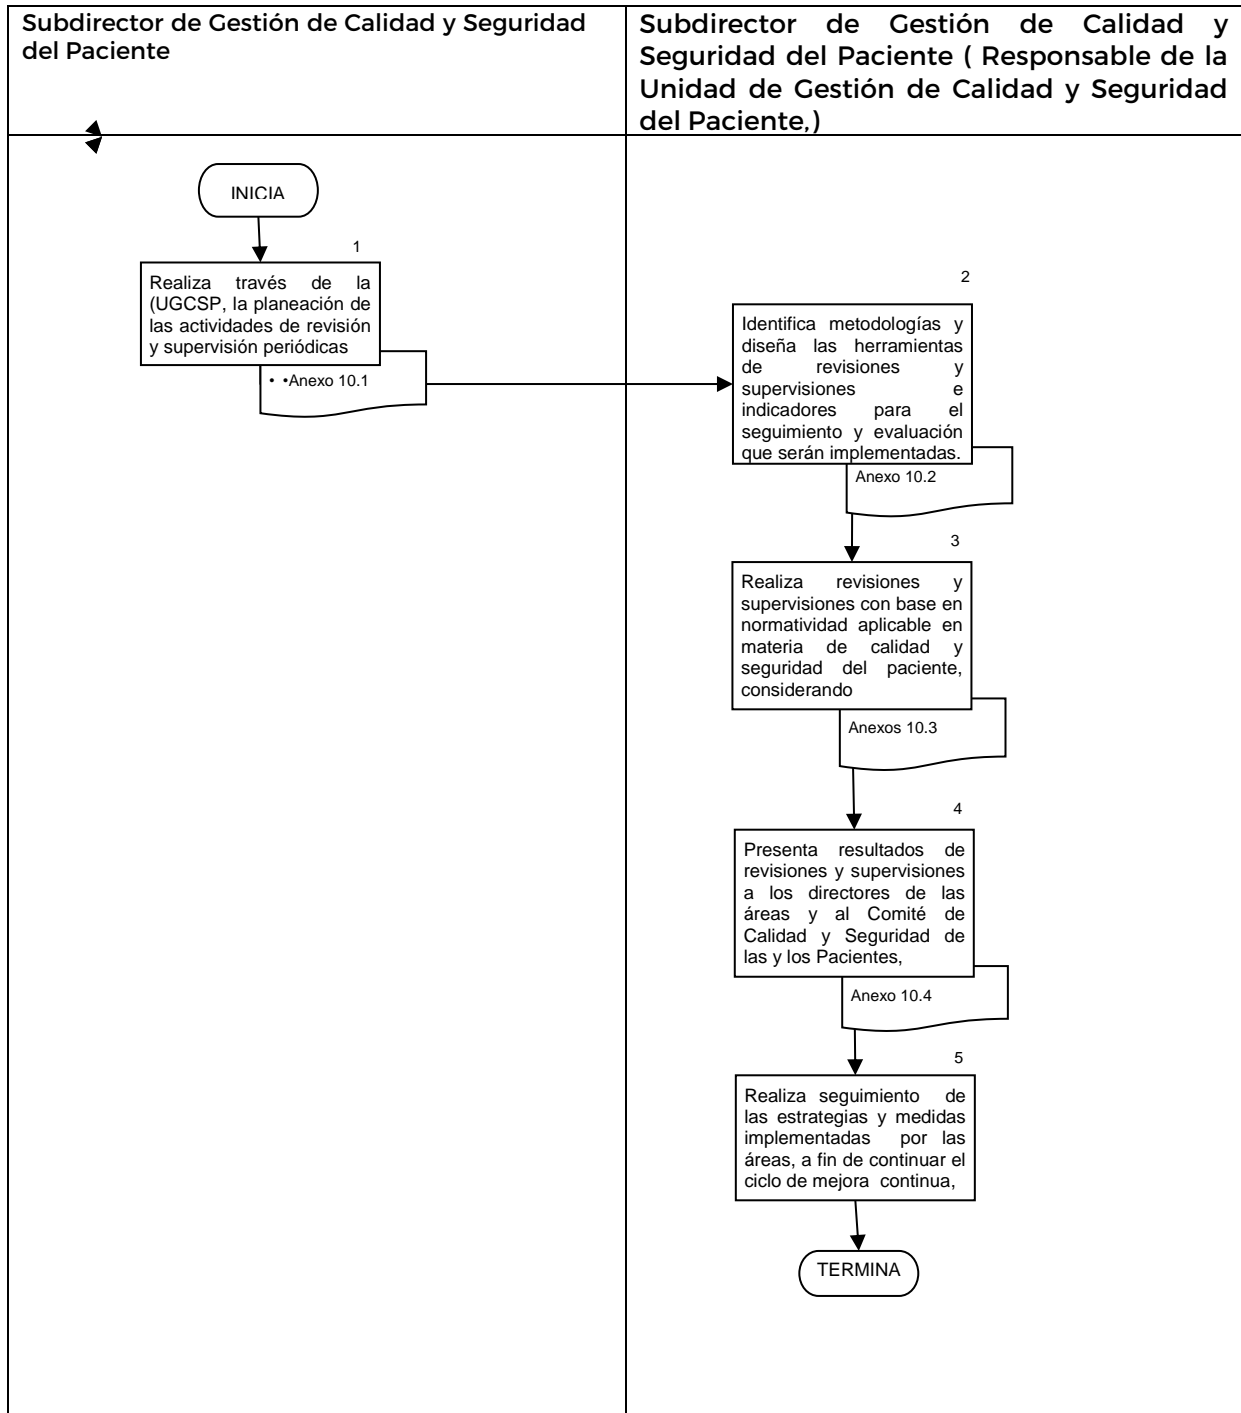 Subdirector de Gestión de Calidad y Seguridad
del Paciente
Subdirector de Gestión de Calidad y
Seguridad del Paciente ( Responsable de la
Unidad de Gestión de Calidad y Seguridad
del Paciente,)
INICIA
1
Realiza través de la
(UGCSP, la planeación de
las actividades de revisión
y supervisión periódicas
• •Anexo 10.1
2
Identifica metodologías y
diseña las herramientas
de revisiones y
supervisiones e
indicadores para el
seguimiento y evaluación
que serán implementadas.
Anexo 10.2
3
Realiza revisiones y
supervisiones con base en
normatividad aplicable en
materia de calidad y
seguridad del paciente,
considerando
Anexos 10.3
4
Presenta resultados de
revisiones y supervisiones
a los directores de las
áreas y al Comité de
Calidad y Seguridad de
las y los Pacientes,
Anexo 10.4
5
Realiza seguimiento de
las estrategias y medidas
implementadas por las
áreas, a fin de continuar el
ciclo de mejora continua,
TERMINA